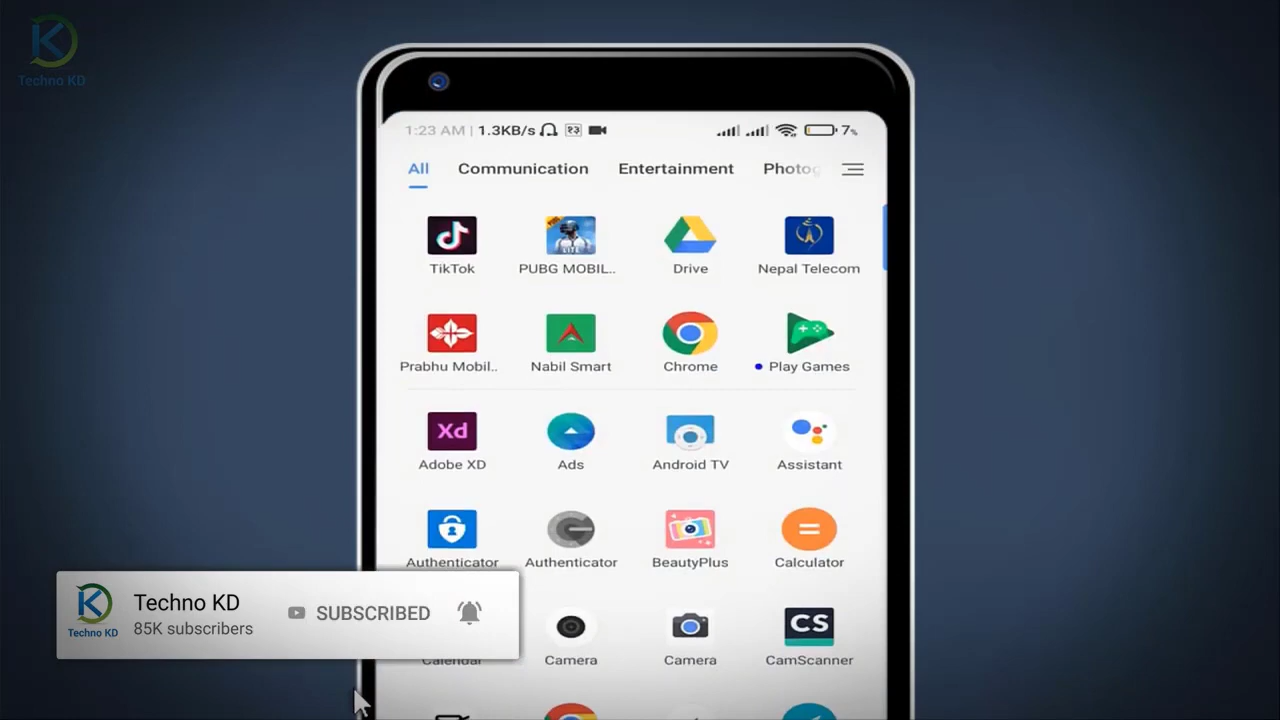 K
Techno KD
1:23 AM | 1.3KB/s 7%
All Communication Entertainment
TikTok PUBG MOBIL.. Drive Nepal Telecom
Prabhu Mobil.. Nabil Smart Chrome Play Games
Xd
Adobe XD Ads Android TV Assistant
Authenticator Authenticator BeautyPlus Calculator
K
Techno KD
Techno KD
85K subscribers
SUBSCRIBED
CS
Calendar Camera Camera CamScanner